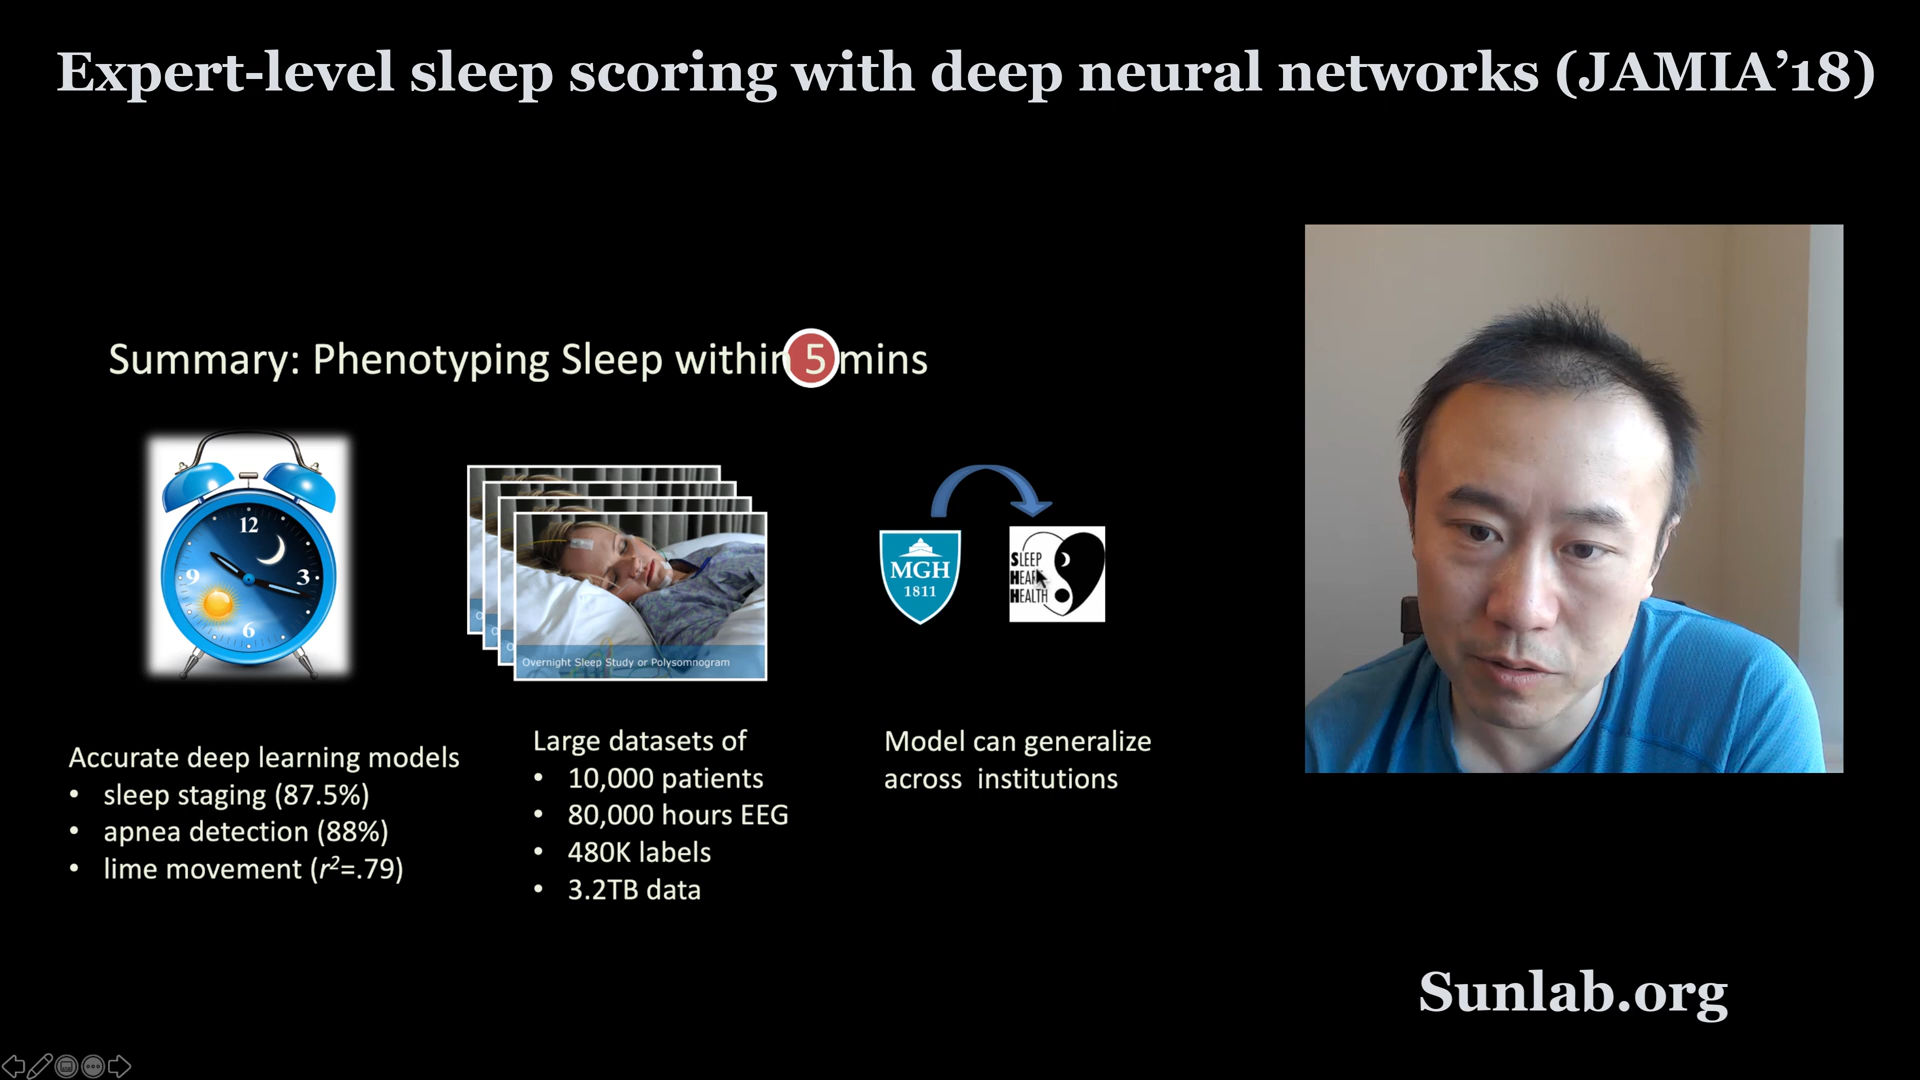 Expert-level sleep scoring with deep neural networks (JAMIA’18)
Summary: Phenotyping Sleep within 5 mins
12
3
6
9
Overnight Sleep Study or Polysomnogram
MGH
1811
SLEEP
HEALTH
Accurate deep learning models
• sleep staging (87.5%)
• apnea detection (88%)
• lime movement (r²=.79)
Large datasets of
• 10,000 patients
• 80,000 hours EEG
• 480K labels
• 3.2TB data
Model can generalize
across  institutions
Sunlab.org